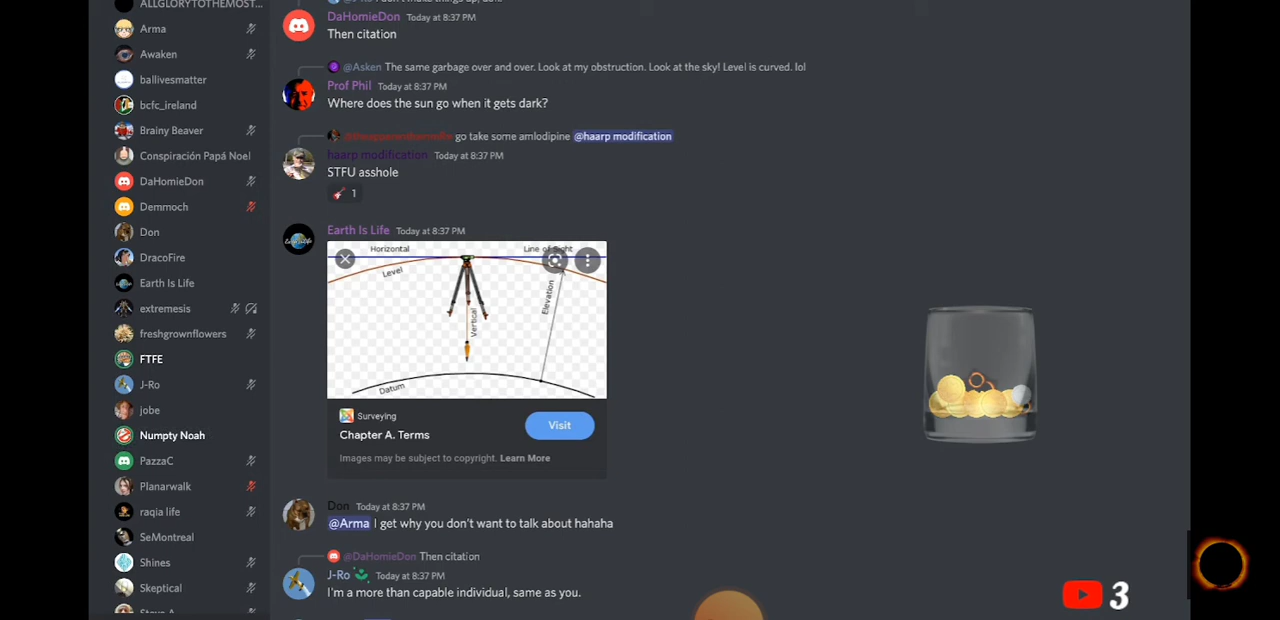 ALLGLORYTOTHEMOST...
Arma
Awaken
ballivesmatter
bcfc_ireland
Brainy Beaver
Conspiración Papá Noel
DaHomieDon
Demmoch
Don
DracoFire
Earth Is Life
extremesis
freshgrownflowers
FTFE
J-Ro
jobe
Numpty Noah
PazzaC
Planarwalk
raqia life
SeMontreal
Shines
Skeptical
Steve A
DaHomieDon Today at 8:37 PM
Then citation
@Asken The same garbage over and over. Look at my obstruction. Look at the sky! Level is curved. lol
Prof Phil Today at 8:37 PM
Where does the sun go when it gets dark?
go take some amlodipine @haarp modification
haarp modification Today at 8:37 PM
STFU asshole
1
Earth Is Life Today at 8:37 PM
Horizontal Line of Sight
Level
Elevation
Vertical
Datum
Surveying
Chapter A. Terms
Visit
Images may be subject to copyright. Learn More
Don Today at 8:37 PM
@Arma I get why you don't want to talk about hahaha
@DaHomieDon Then citation
J-Ro Today at 8:37 PM
I'm a more than capable individual, same as you.
3